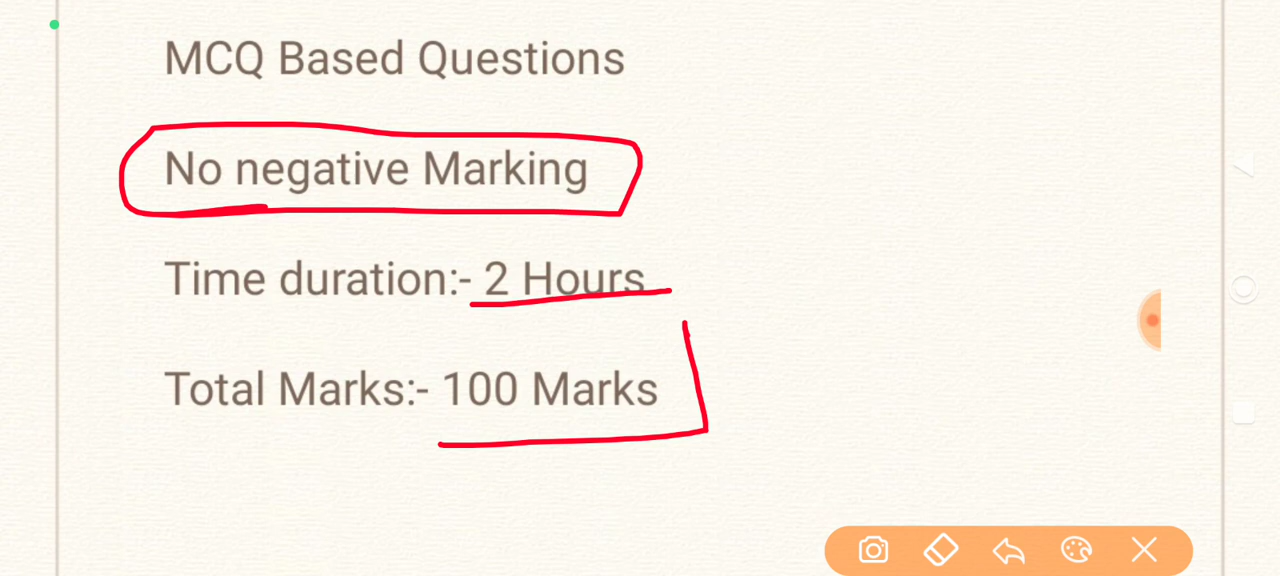 MCQ Based Questions
No negative Marking
Time duration:- 2 Hours
Total Marks:- 100 Marks